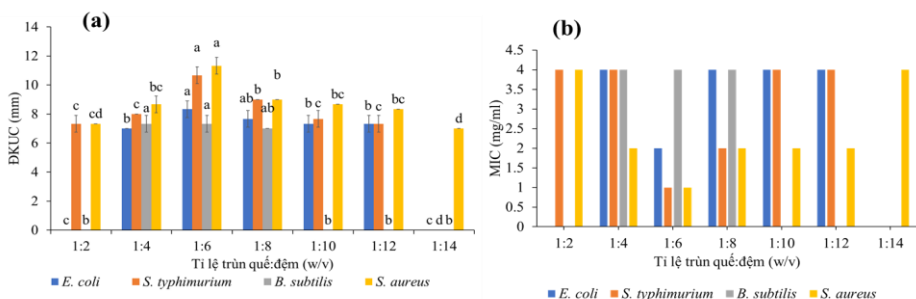 (a)
ĐKUC (mm)
14
12
10
8
6
4
2
0
c
c
b
cd
b
c
a
bc
a
a
a
a
ab
b
ab
b
b
c
b
bc
b
c
b
bc
c
d
b
d
1:2 1:4 1:6 1:8 1:10 1:12 1:14
Tỉ lệ trùn quế:đệm (w/v)
E. coli S. typhimurium B. subtilis S. aureus
(b)
MIC (mg/ml)
4.5
4
3.5
3
2.5
2
1.5
1
0.5
0
1:2 1:4 1:6 1:8 1:10 1:12 1:14
Tỉ lệ trùn quế:đệm (w/v)
E. coli S. typhimurium B. subtilis S. aureus